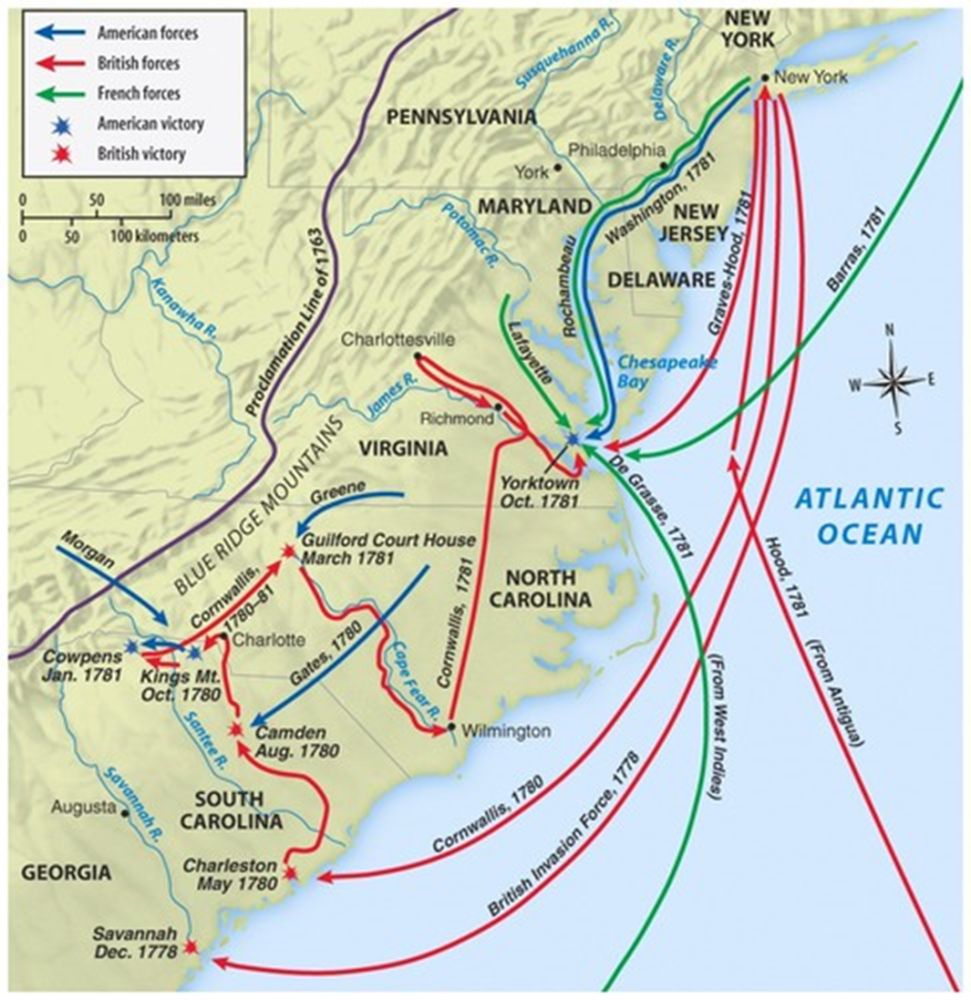 American forces
British forces
French forces
American victory
British victory
0 50 100 miles
0 50 100 kilometers
NEW
YORK
New York
Susquehanna R.
Delaware R.
PENNSYLVANIA
Philadelphia
York
MARYLAND
Washington, 1781
NEW
JERSEY
Potomac R.
Rochambeau
DELAWARE
Graves-Hood, 1781
Barras, 1781
Proclamation Line of 1763
Kanawha R.
Charlottesville
Lafayette
Chesapeake
Bay
N
W E
S
James R.
Richmond
VIRGINIA
BLUE RIDGE MOUNTAINS
Yorktown
Oct. 1781
De Grasse, 1781
ATLANTIC
OCEAN
Greene
Guilford Court House
March 1781
Morgan
Cornwallis,
1780–81
Charlotte
NORTH
CAROLINA
Hood, 1781
(From Antigua)
Cowpens
Jan. 1781
Kings Mt.
Oct. 1780
Gates, 1780
Cape Fear R.
Cornwallis, 1781
(From West Indies)
Wilmington
Camden
Aug. 1780
Santee R.
Savannah R.
Augusta
SOUTH
CAROLINA
Cornwallis, 1780
British Invasion Force, 1778
GEORGIA
Charleston
May 1780
Savannah
Dec. 1778